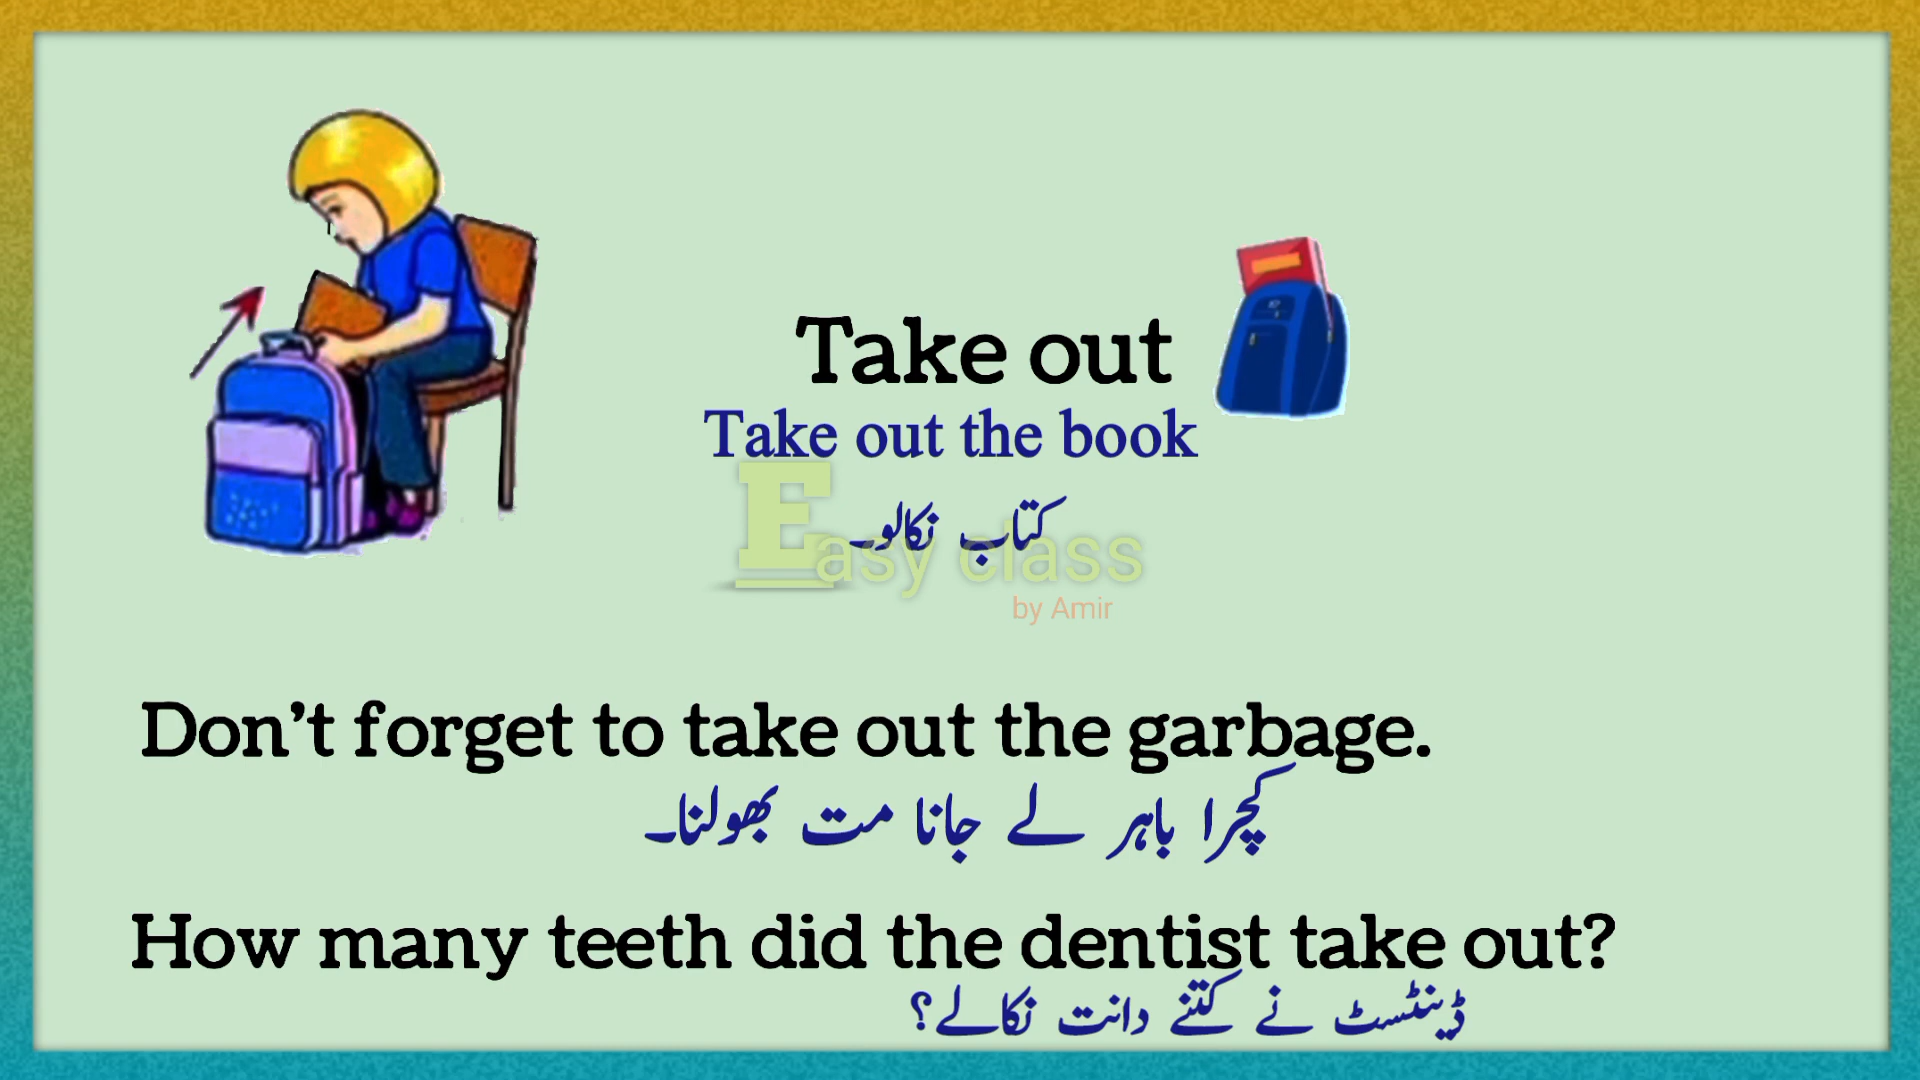 Take out
Take out the book
کتاب نکالو۔
Easy class
by Amir
Don't forget to take out the garbage.
کچرا باہر لے جانا مت بھولنا۔
How many teeth did the dentist take out?
ڈینٹسٹ نے کتنے دانت نکالے؟